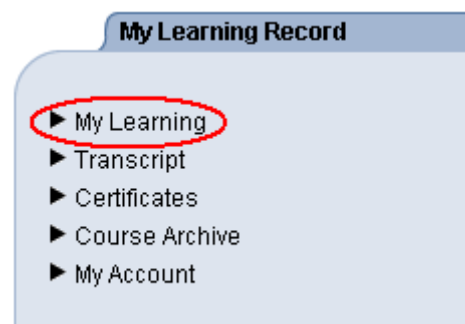 My Learning Record
My Learning
Transcript
Certificates
Course Archive
My Account